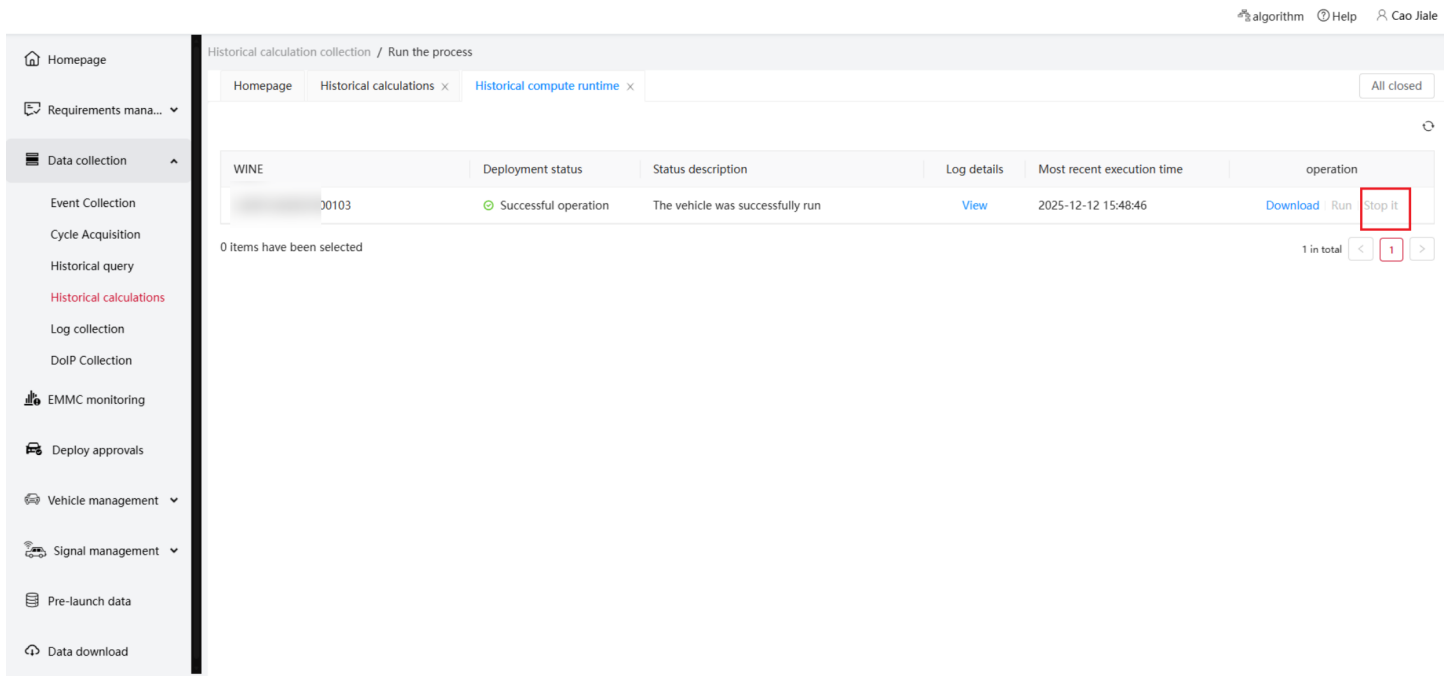 algorithm Help Cao Jiale
Homepage
Requirements mana...
Data collection
Event Collection
Cycle Acquisition
Historical query
Historical calculations
Log collection
DoIP Collection
EMMC monitoring
Deploy approvals
Vehicle management
Signal management
Pre-launch data
Data download
Historical calculation collection / Run the process
Homepage Historical calculations x Historical compute runtime x All closed
WINE Deployment status Status description Log details Most recent execution time operation
00103 Successful operation The vehicle was successfully run View 2025-12-12 15:48:46 Download Run Stop it
0 items have been selected
1 in total < 1 >